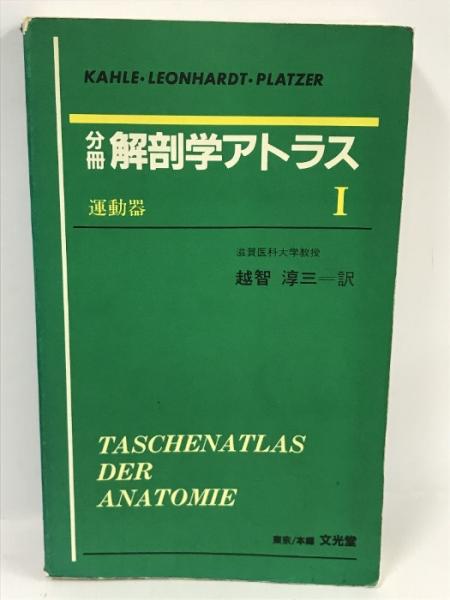 KAHLE・LEONHARDT・PLATZER
分冊 解剖学アトラス
運動器 I
滋賀医科大学教授
越智 淳三―訳
TASCHENATLAS
DER
ANATOMIE
東京/本郷 文光堂